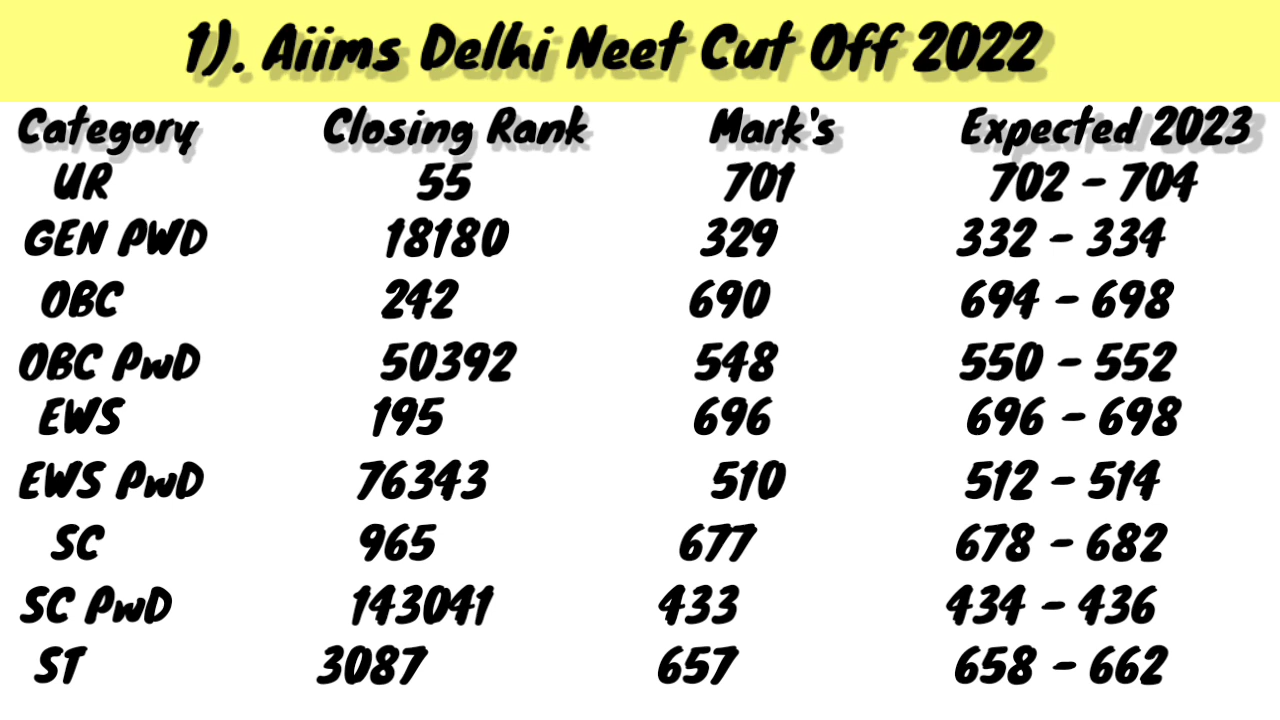 1). Aiims Delhi Neet Cut Off 2022
Category Closing Rank Mark's Expected 2023
UR 55 701 702 - 704
GEN PWD 18180 329 332 - 334
OBC 242 690 694 - 698
OBC PwD 50392 548 550 - 552
EWS 195 696 696 - 698
EWS PwD 76343 510 512 - 514
SC 965 677 678 - 682
SC PwD 143041 433 434 - 436
ST 3087 657 658 - 662